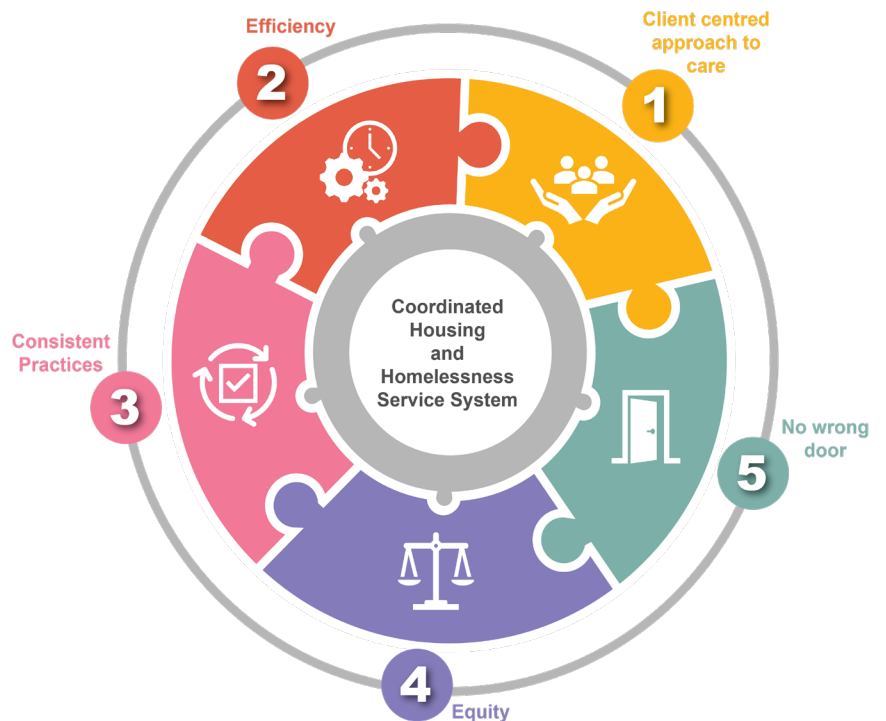 Efficiency
2
Client centred
approach to
care
1
Coordinated
Housing
and
Homelessness
Service System
Consistent
Practices
3
No wrong
door
5
4
Equity